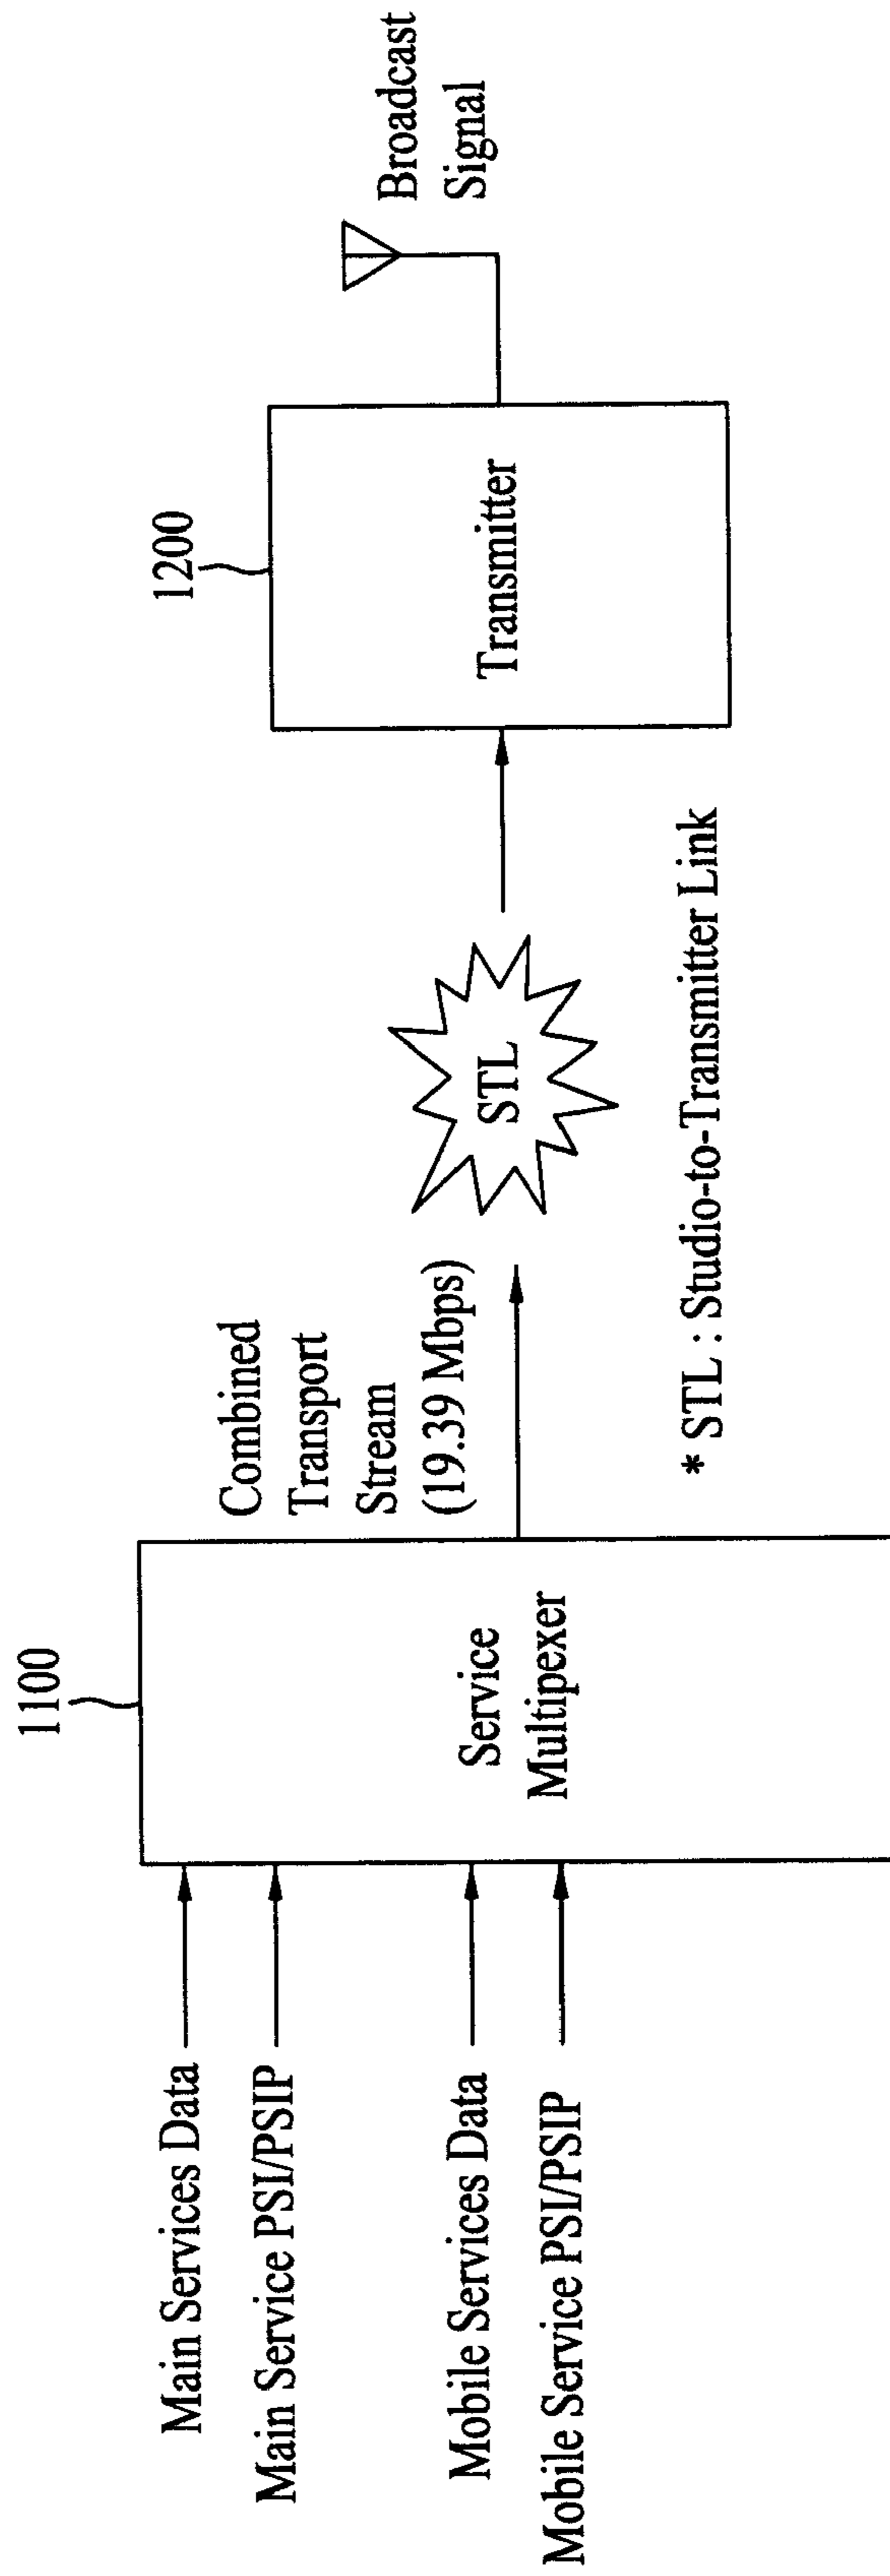 Main Services Data
Main Service PSI/PSIP
Mobile Services Data
Mobile Service PSI/PSIP
1100
Service
Multipexer
Combined
Transport
Stream
(19.39 Mbps)
STL
* STL : Studio-to-Transmitter Link
1200
Transmitter
Broadcast
Signal